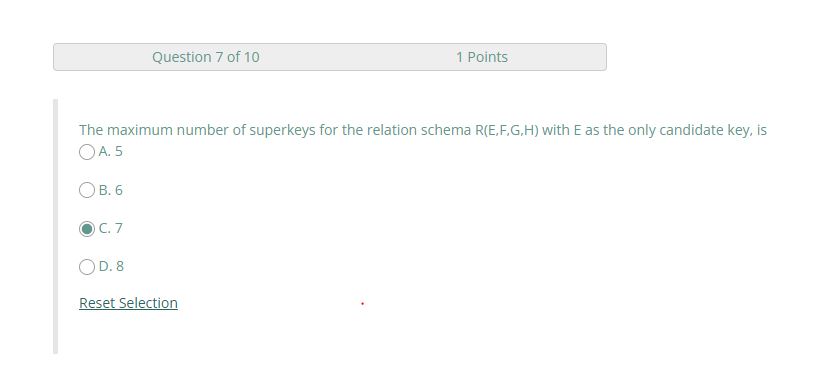 Question 7 of 10 1 Points
The maximum number of superkeys for the relation schema R(E,F,G,H) with E as the only candidate key, is
A. 5
B. 6
C. 7
D. 8
Reset Selection